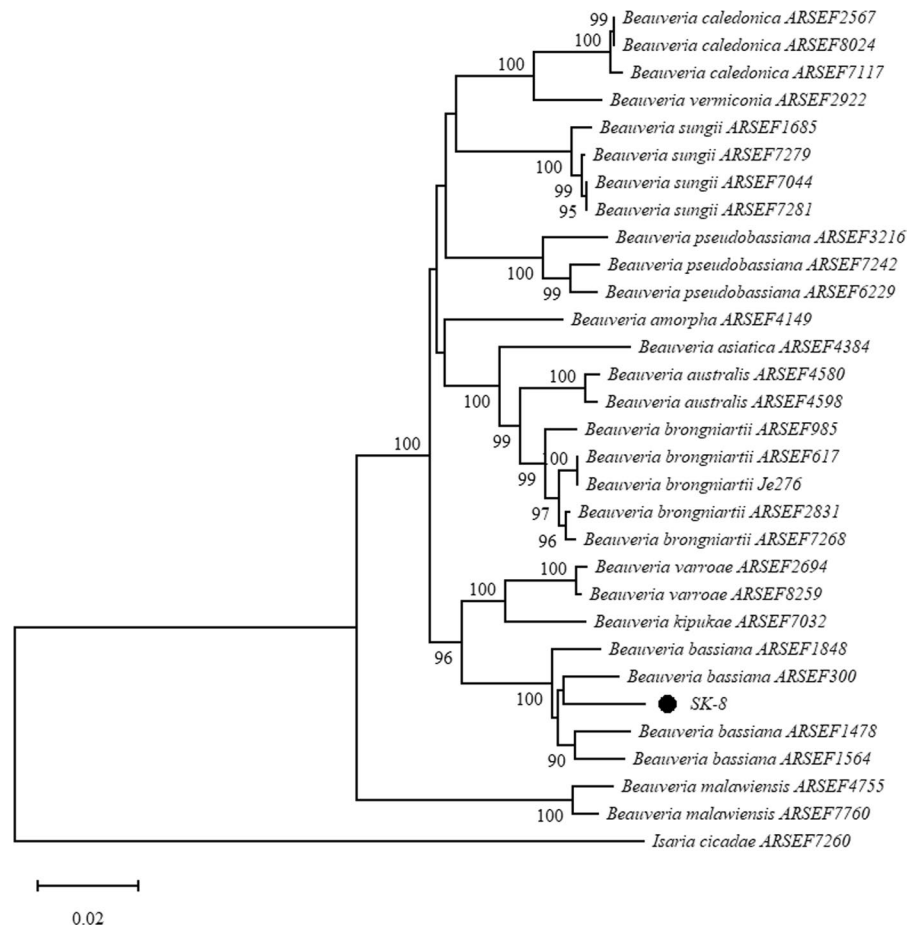 99
Beauveria caledonica ARSEF2567
100
Beauveria caledonica ARSEF8024
100
Beauveria caledonica ARSEF7117
Beauveria vermiconia ARSEF2922
Beauveria sungii ARSEF1685
Beauveria sungii ARSEF7279
100
Beauveria sungii ARSEF7044
99
Beauveria sungii ARSEF7281
95
Beauveria pseudobassiana ARSEF3216
Beauveria pseudobassiana ARSEF7242
100
Beauveria pseudobassiana ARSEF6229
99
Beauveria amorpha ARSEF4149
Beauveria asiatica ARSEF4384
Beauveria australis ARSEF4580
100
Beauveria australis ARSEF4598
100
Beauveria brongniartii ARSEF985
99
100
Beauveria brongniartii ARSEF617
100
Beauveria brongniartii Je276
99
Beauveria brongniartii ARSEF2831
97
Beauveria brongniartii ARSEF7268
96
Beauveria varroae ARSEF2694
100
Beauveria varroae ARSEF8259
100
Beauveria kipukae ARSEF7032
Beauveria bassiana ARSEF1848
96
Beauveria bassiana ARSEF300
100
SK-8
Beauveria bassiana ARSEF1478
Beauveria bassiana ARSEF1564
90
Beauveria malawiensis ARSEF4755
Beauveria malawiensis ARSEF7760
100
Isaria cicadae ARSEF7260
0.02